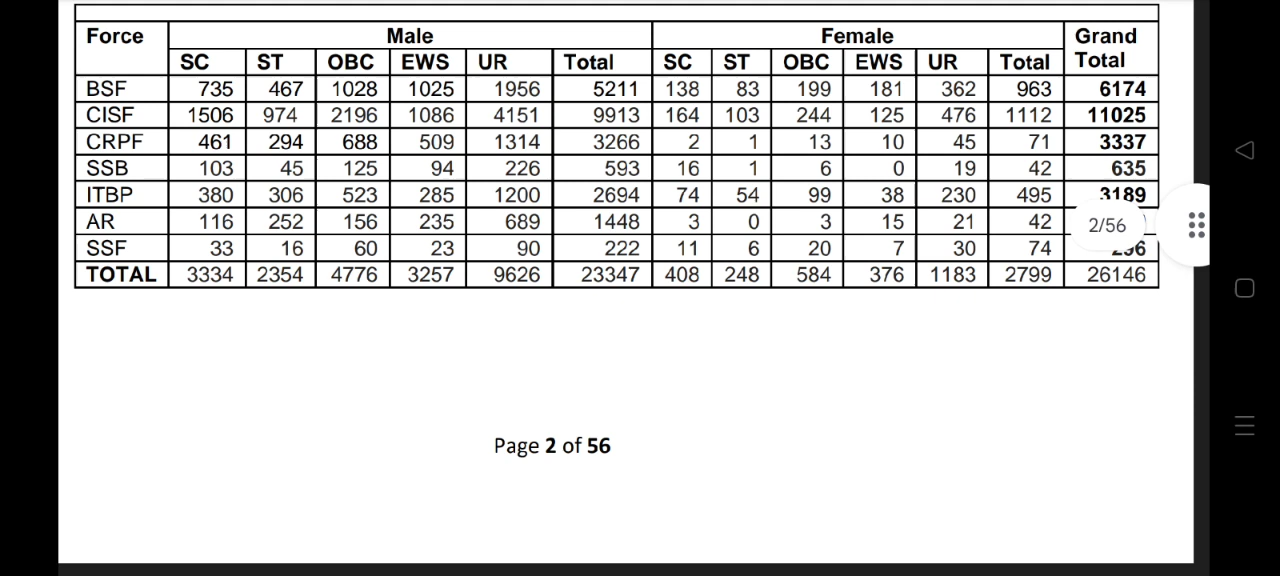 Force Male Female Grand Total
SC ST OBC EWS UR Total SC ST OBC EWS UR Total
BSF 735 467 1028 1025 1956 5211 138 83 199 181 362 963 6174
CISF 1506 974 2196 1086 4151 9913 164 103 244 125 476 1112 11025
CRPF 461 294 688 509 1314 3266 2 1 13 10 45 71 3337
SSB 103 45 125 94 226 593 16 1 6 0 19 42 635
ITBP 380 306 523 285 1200 2694 74 54 99 38 230 495 3189
AR 116 252 156 235 689 1448 3 0 3 15 21 42
2/56
SSF 33 16 60 23 90 222 11 6 20 7 30 74 296
TOTAL 3334 2354 4776 3257 9626 23347 408 248 584 376 1183 2799 26146
Page 2 of 56